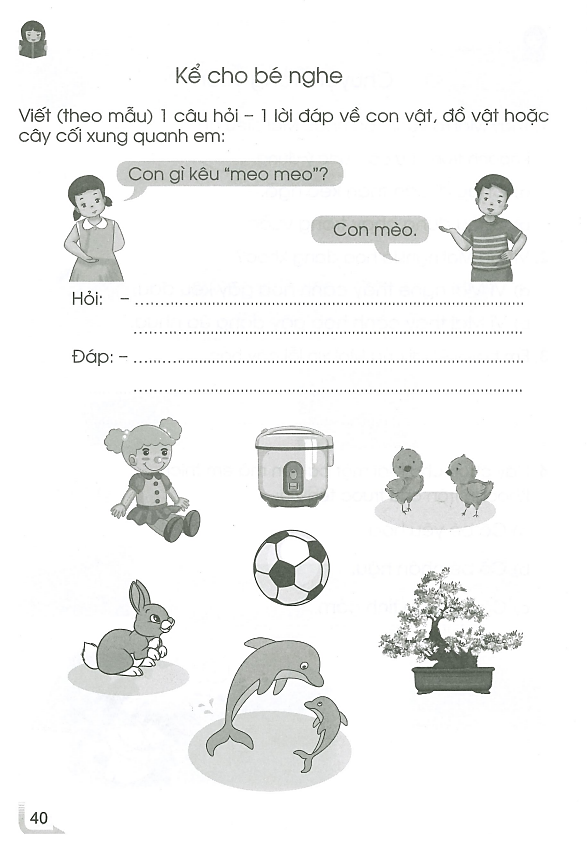 Kể cho bé nghe
Viết (theo mẫu) 1 câu hỏi – 1 lời đáp về con vật, đồ vật hoặc
cây cối xung quanh em:
Con gì kêu “meo meo”?
Con mèo.
Hỏi: – ..........................................................................
..........................................................................
Đáp: – ..........................................................................
..........................................................................
40